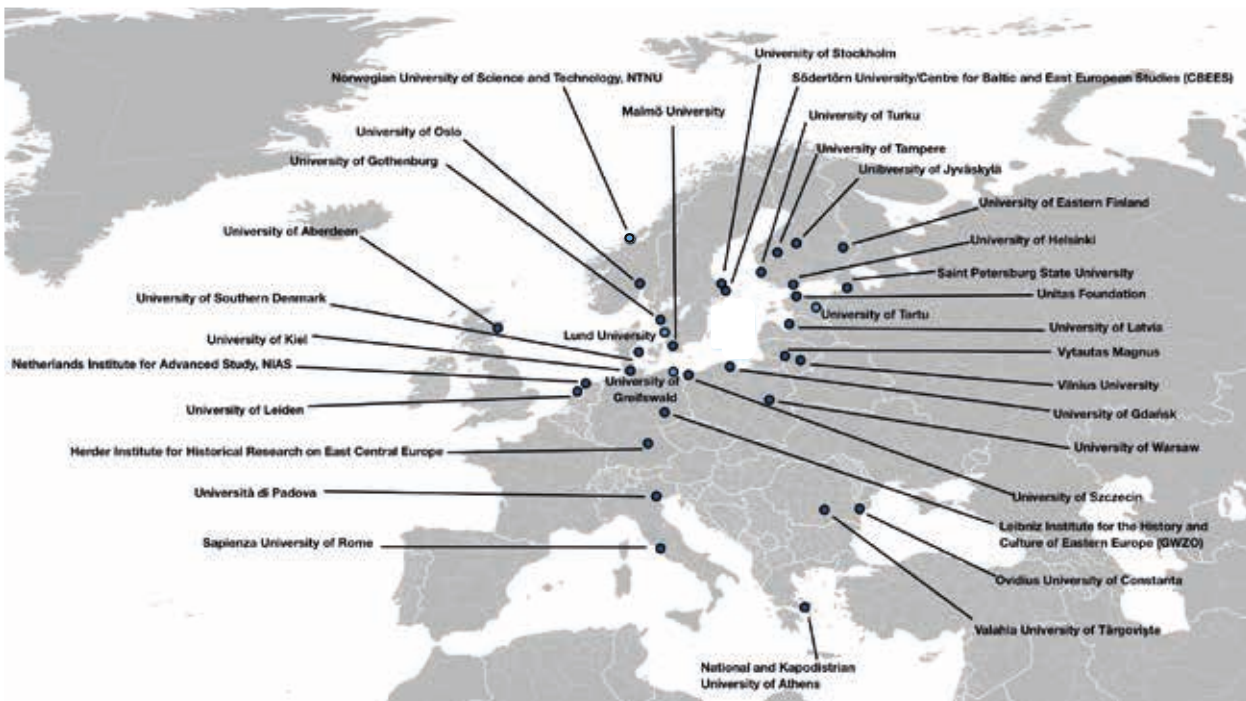 University of Stockholm
Norwegian University of Science and Technology, NTNU
Södertörn University/Centre for Baltic and East European Studies (CBEES)
Malmö University
University of Turku
University of Oslo
University of Tampere
University of Gothenburg
Unibversity of Jyväskylä
University of Eastern Finland
University of Aberdeen
University of Helsinki
Saint Petersburg State University
University of Southern Denmark
Unitas Foundation
University of Tartu
University of Kiel
Lund University
University of Latvia
Netherlands Institute for Advanced Study, NIAS
Vytautas Magnus
University of
Greifswald
Vilnius University
University of Leiden
University of Gdańsk
University of Warsaw
Herder Institute for Historical Research on East Central Europe
Università di Padova
University of Szczecin
Leibniz Institute for the History and
Culture of Eastern Europe (GWZO)
Sapienza University of Rome
Ovidius University of Constanta
Valahia University of Târgoviște
National and Kapodistrian
University of Athens